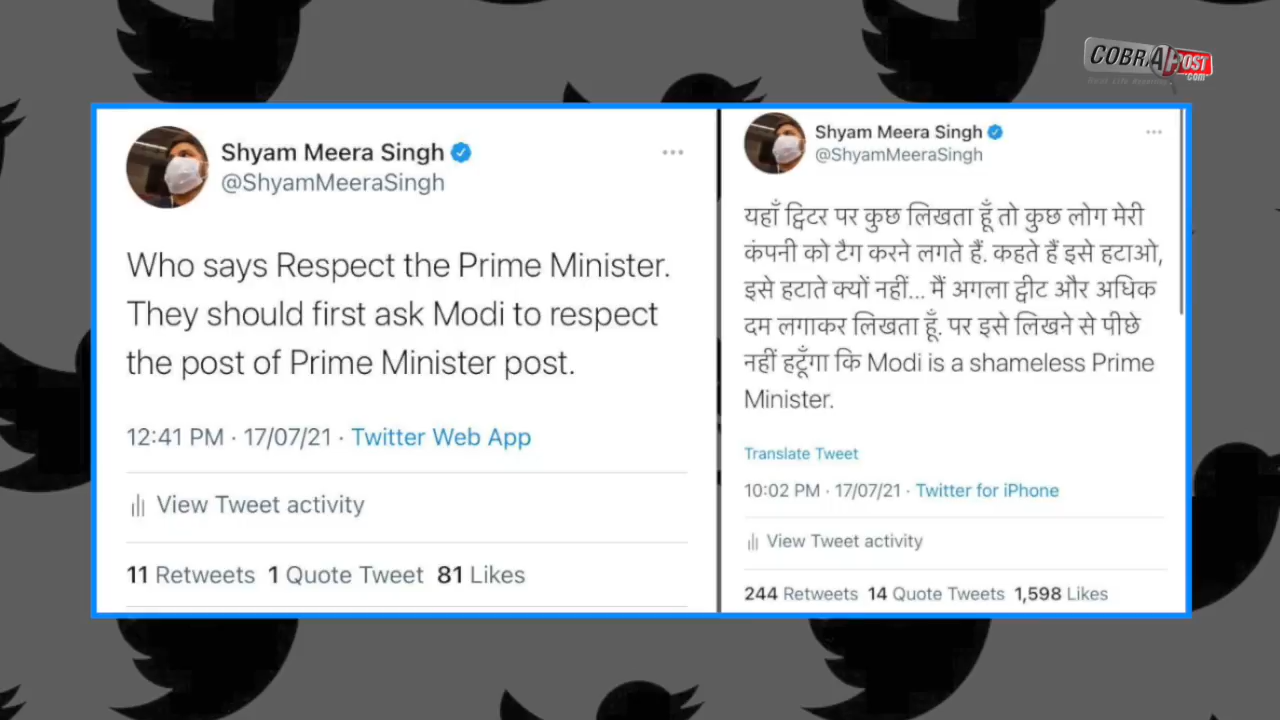 COBRAPOST
.com
Shyam Meera Singh
@ShyamMeeraSingh
Who says Respect the Prime Minister.
They should first ask Modi to respect
the post of Prime Minister post.
12:41 PM · 17/07/21 · Twitter Web App
View Tweet activity
11 Retweets 1 Quote Tweet 81 Likes
Shyam Meera Singh
@ShyamMeeraSingh
यहाँ ट्विटर पर कुछ लिखता हूँ तो कुछ लोग मेरी
कंपनी को टैग करने लगते हैं. कहते हैं इसे हटाओ,
इसे हटाते क्यों नहीं... मैं अगला ट्वीट और अधिक
दम लगाकर लिखता हूँ. पर इसे लिखने से पीछे
नहीं हटूँगा कि Modi is a shameless Prime
Minister.
Translate Tweet
10:02 PM · 17/07/21 · Twitter for iPhone
View Tweet activity
244 Retweets 14 Quote Tweets 1,598 Likes